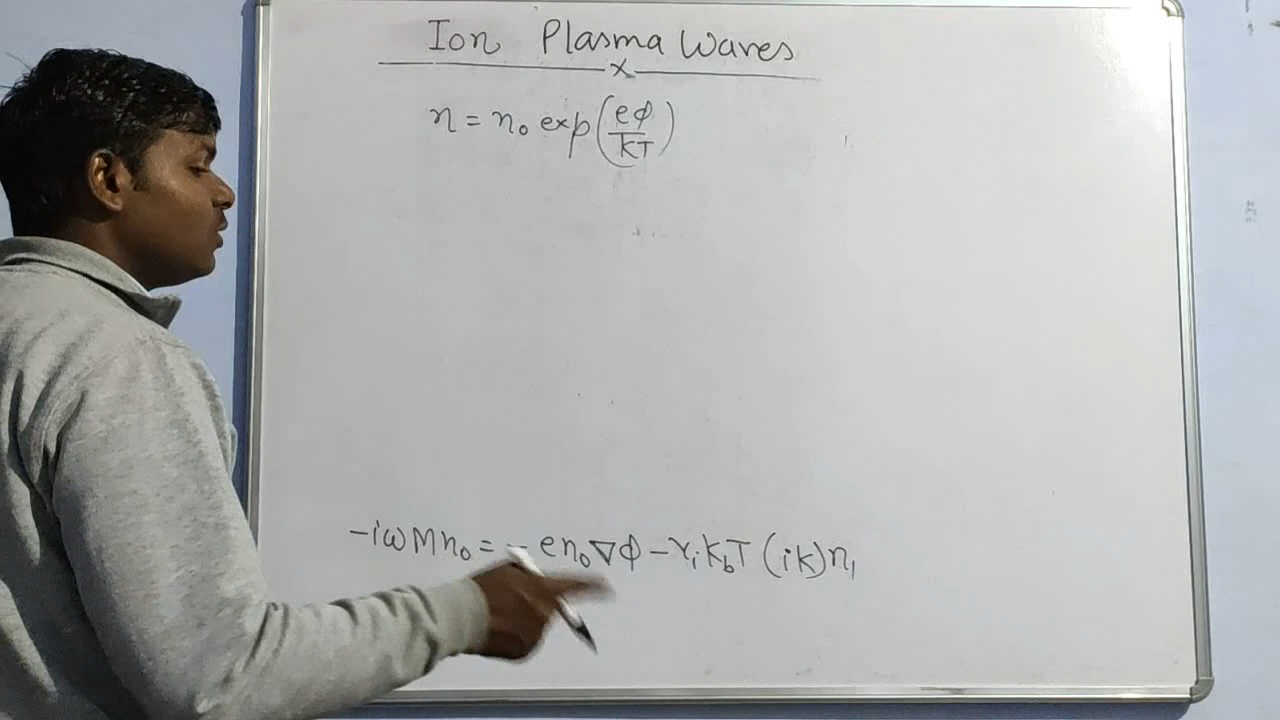 Ion Plasma Waves
x
n = n₀ exp(eφ/KT)
-iωMn₀ = - en₀∇φ - γᵢK_bT (iK)n₁